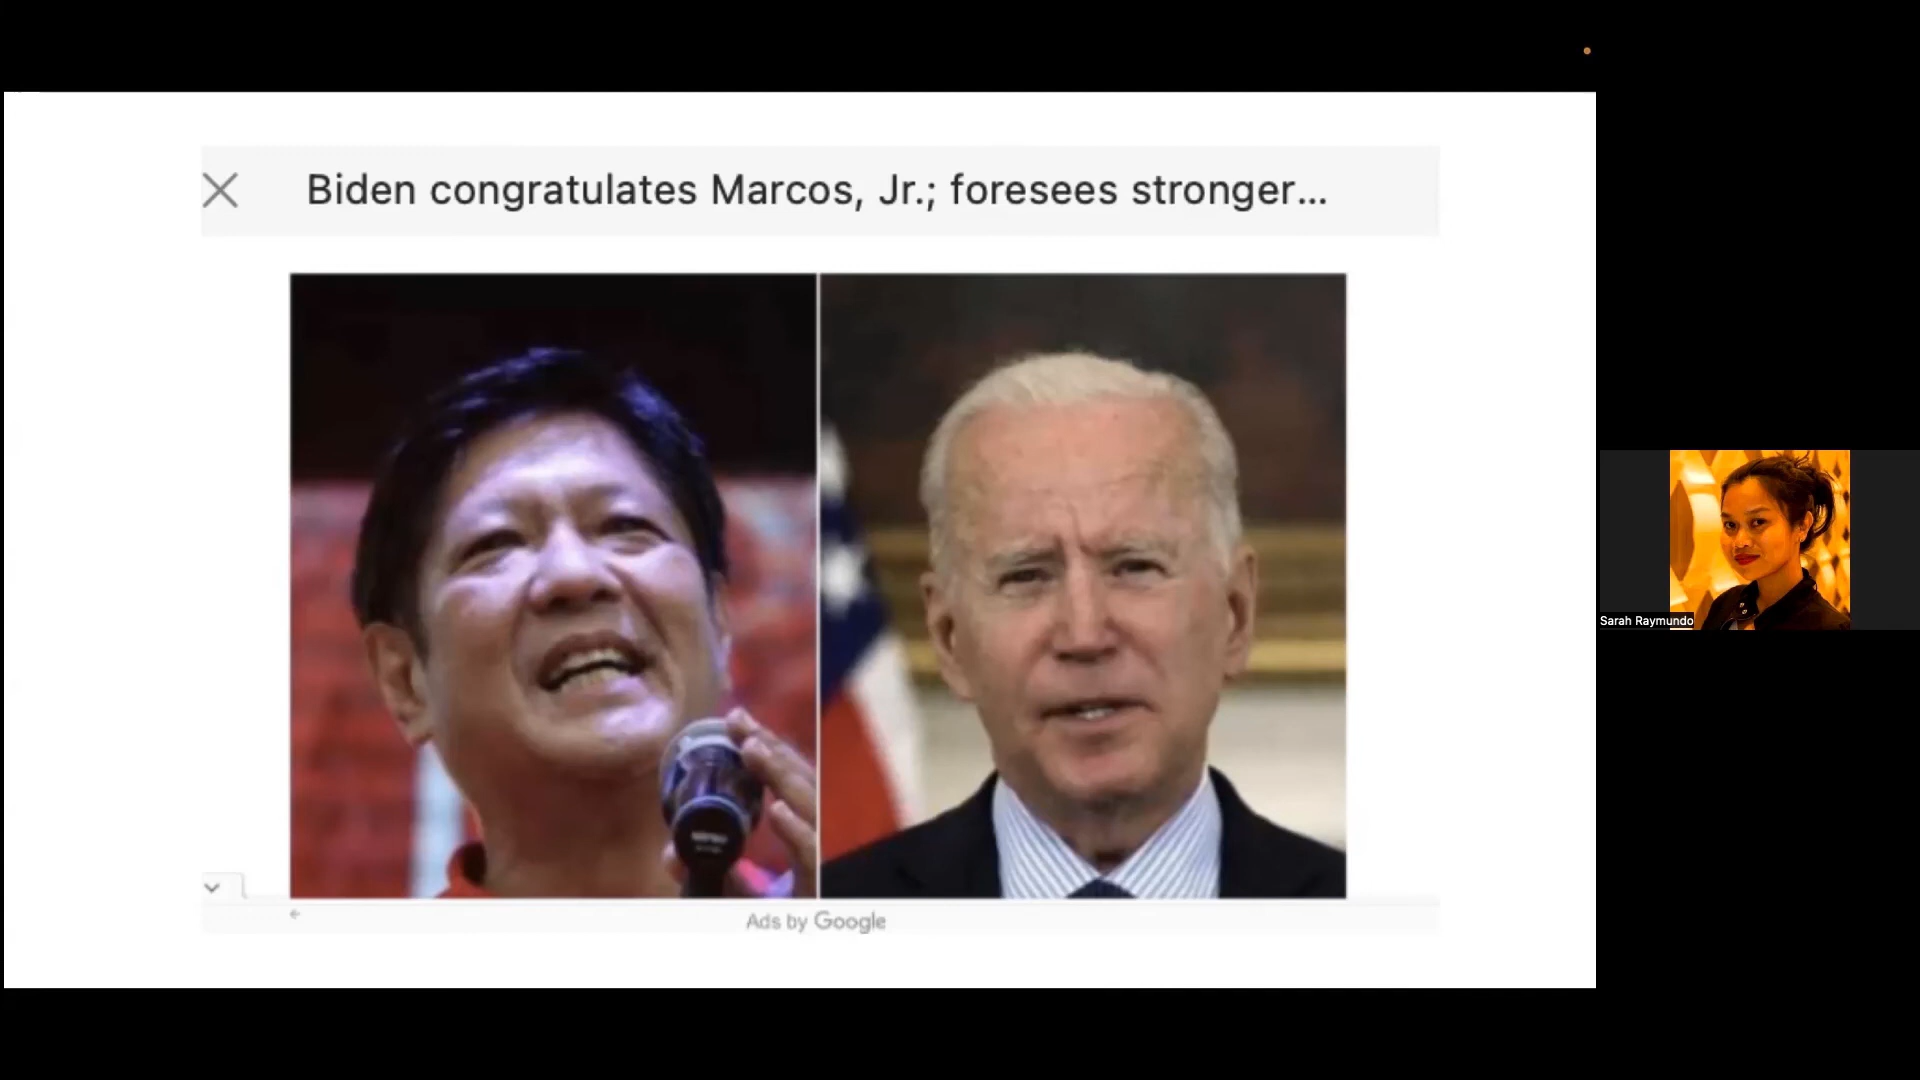 Biden congratulates Marcos, Jr.; foresees stronger...
Sarah Raymundo
Ads by Google